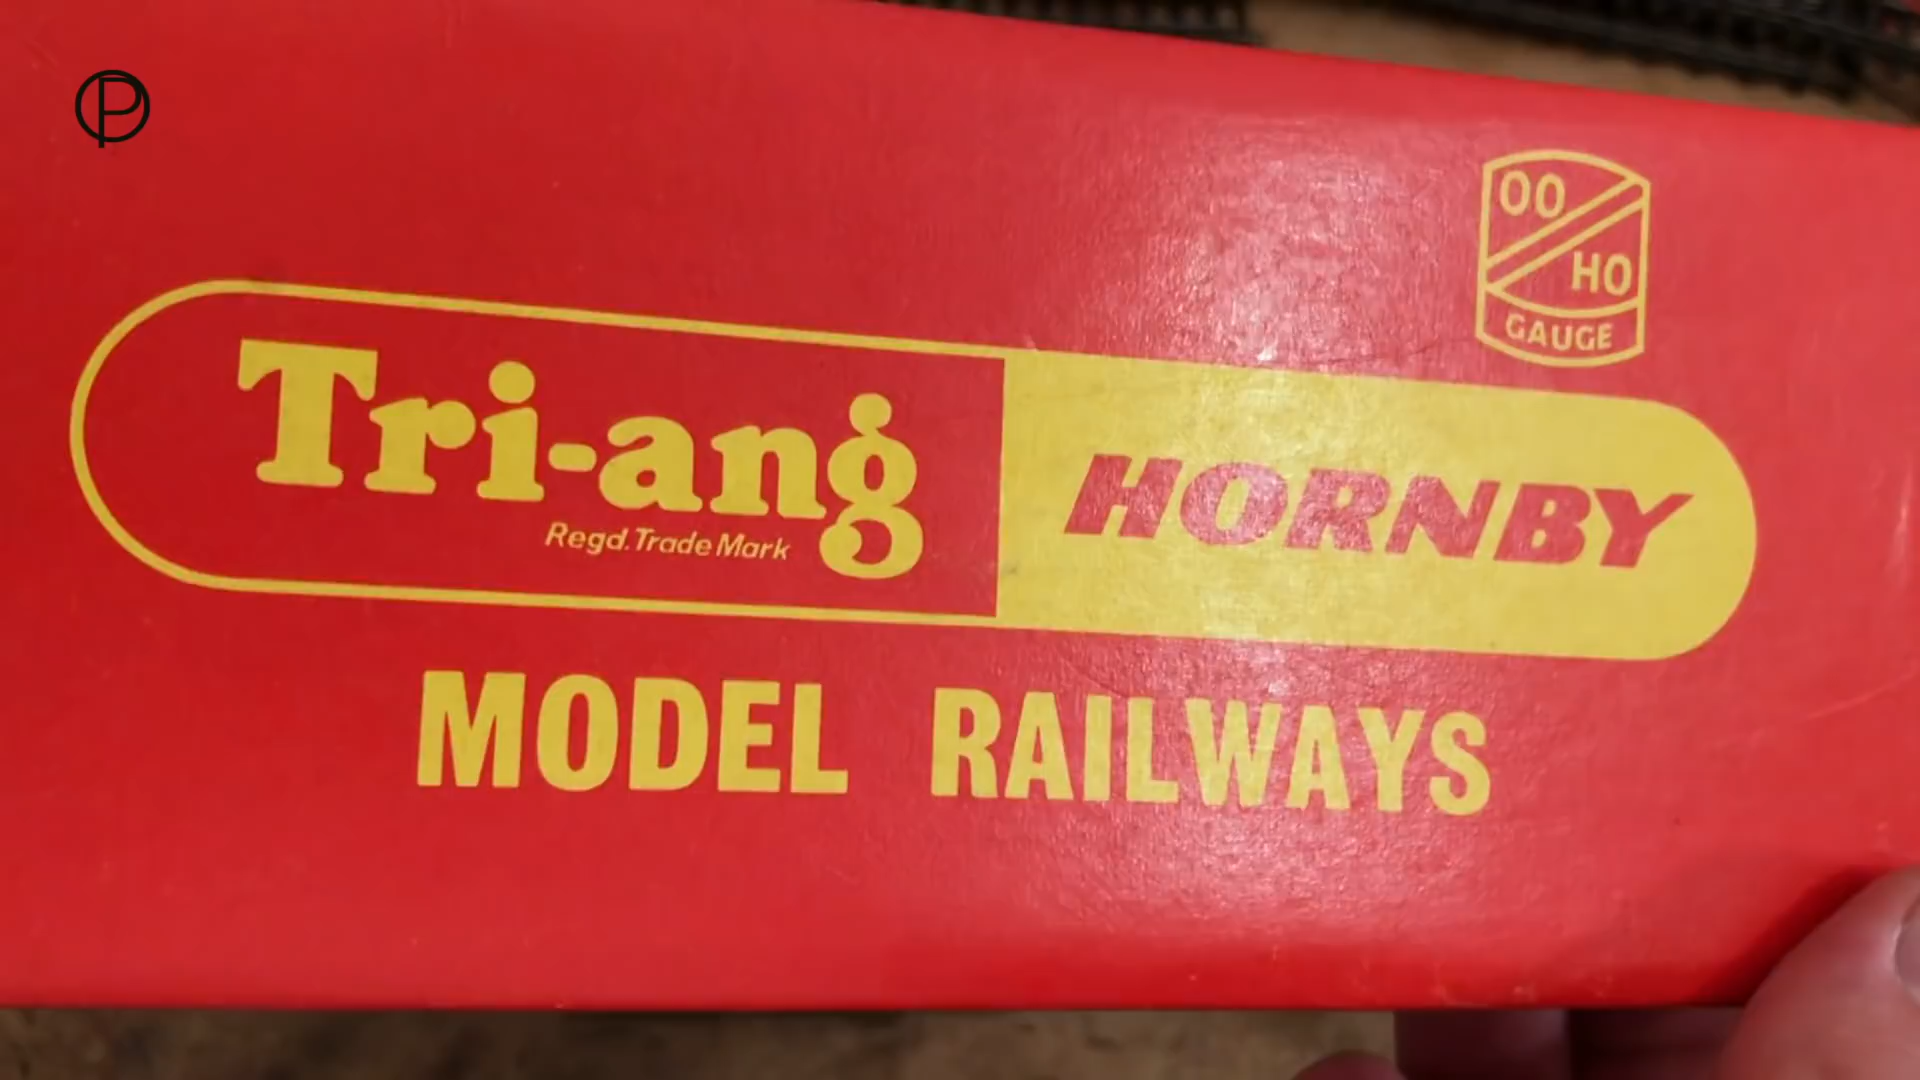 P
OO
HO
GAUGE
Tri-ang HORNBY
Regd. Trade Mark
MODEL RAILWAYS